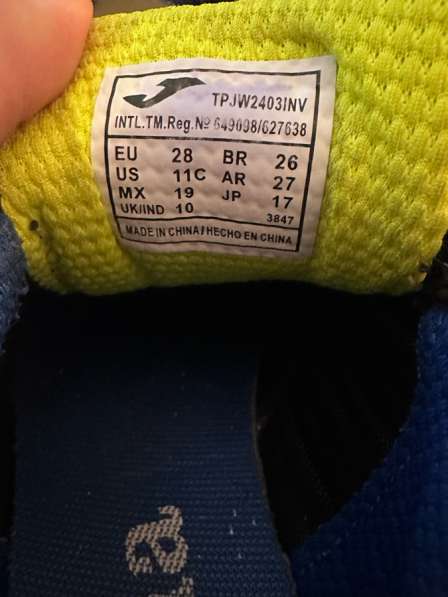 TPJW2403INV
INTL.TM.Reg.Nº 649098/627638
EU 28 BR 26
US 11C AR 27
MX 19 JP 17
UK/IND 10 3847
MADE IN CHINA / HECHO EN CHINA